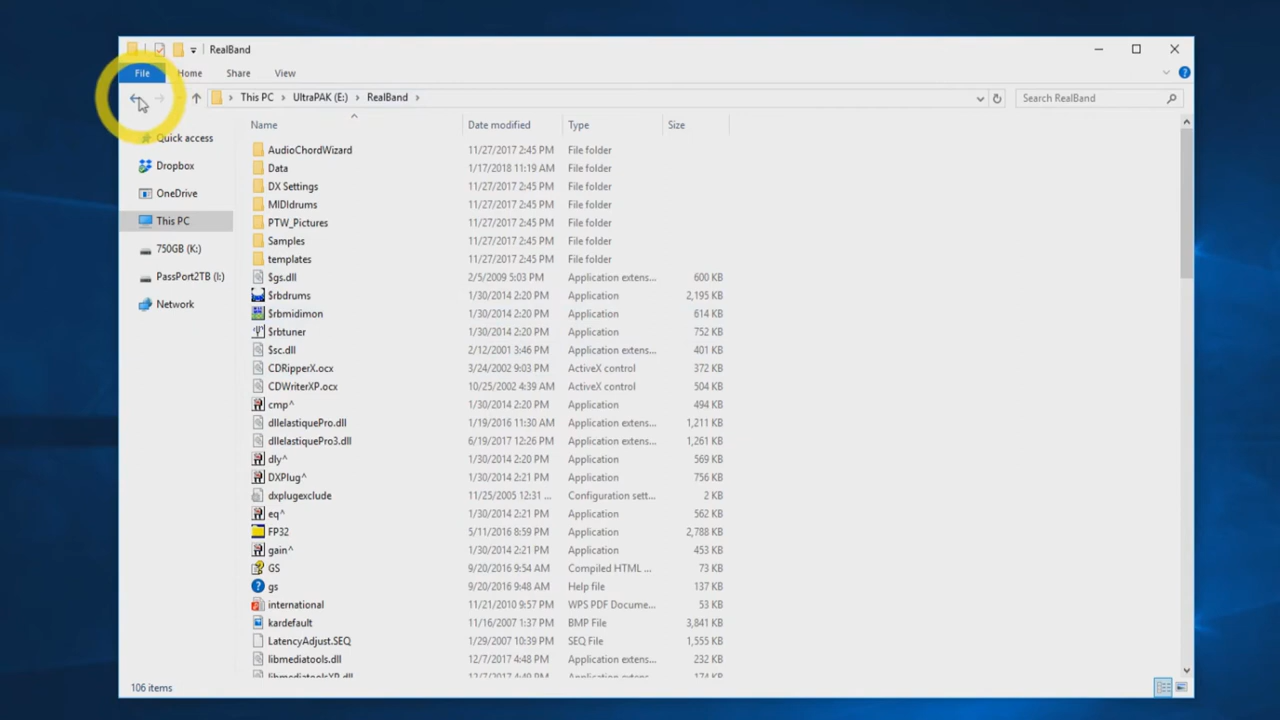 RealBand
File Home Share View
This PC UltraPAK (E:) RealBand Search RealBand
Name Date modified Type Size
Quick access
Dropbox
OneDrive
This PC
750GB (K:)
PassPort2TB (I:)
Network
AudioChordWizard 11/27/2017 2:45 PM File folder
Data 1/17/2018 11:19 AM File folder
DX Settings 11/27/2017 2:45 PM File folder
MIDIdrums 11/27/2017 2:45 PM File folder
PTW_Pictures 11/27/2017 2:45 PM File folder
Samples 11/27/2017 2:45 PM File folder
templates 11/27/2017 2:45 PM File folder
$gs.dll 2/5/2009 5:03 PM Application extens... 600 KB
$rbdrums 1/30/2014 2:20 PM Application 2,195 KB
$rbmidimon 1/30/2014 2:20 PM Application 614 KB
$rbtuner 1/30/2014 2:20 PM Application 752 KB
$sc.dll 2/12/2001 3:46 PM Application extens... 401 KB
CDRipperX.ocx 3/24/2002 9:03 PM ActiveX control 372 KB
CDWriterXP.ocx 10/25/2002 4:39 AM ActiveX control 504 KB
cmp^ 1/30/2014 2:20 PM Application 494 KB
dllelastiquePro.dll 1/19/2016 11:30 AM Application extens... 1,211 KB
dllelastiquePro3.dll 6/19/2017 12:26 PM Application extens... 1,261 KB
dly^ 1/30/2014 2:20 PM Application 569 KB
DXPlug^ 1/30/2014 2:21 PM Application 756 KB
dxplugexclude 11/25/2005 12:31 ... Configuration sett... 2 KB
eq^ 1/30/2014 2:21 PM Application 562 KB
FP32 5/11/2016 8:59 PM Application 2,788 KB
gain^ 1/30/2014 2:21 PM Application 453 KB
GS 9/20/2016 9:54 AM Compiled HTML ... 73 KB
gs 9/20/2016 9:48 AM Help file 137 KB
international 11/21/2010 9:57 PM WPS PDF Docume... 53 KB
kardefault 11/16/2007 1:37 PM BMP File 3,841 KB
LatencyAdjust.SEQ 1/29/2007 10:39 PM SEQ File 1,555 KB
libmediatools.dll 12/7/2017 4:48 PM Application extens... 232 KB
libmediatoolsXP.dll 12/7/2017 4:48 PM Application extens... 174 KB
106 items